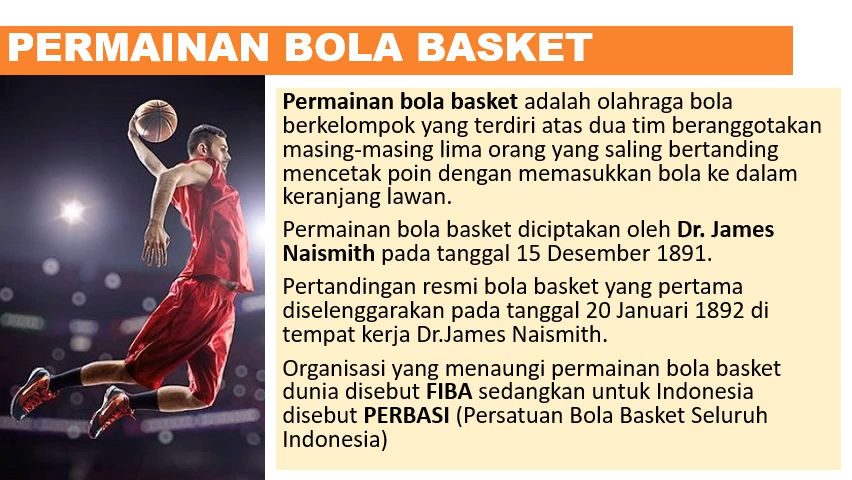 PERMAINAN BOLA BASKET
Permainan bola basket adalah olahraga bola
berkelompok yang terdiri atas dua tim beranggotakan
masing-masing lima orang yang saling bertanding
mencetak poin dengan memasukkan bola ke dalam
keranjang lawan.
Permainan bola basket diciptakan oleh Dr. James
Naismith pada tanggal 15 Desember 1891.
Pertandingan resmi bola basket yang pertama
diselenggarakan pada tanggal 20 Januari 1892 di
tempat kerja Dr.James Naismith.
Organisasi yang menaungi permainan bola basket
dunia disebut FIBA sedangkan untuk Indonesia
disebut PERBASI (Persatuan Bola Basket Seluruh
Indonesia)